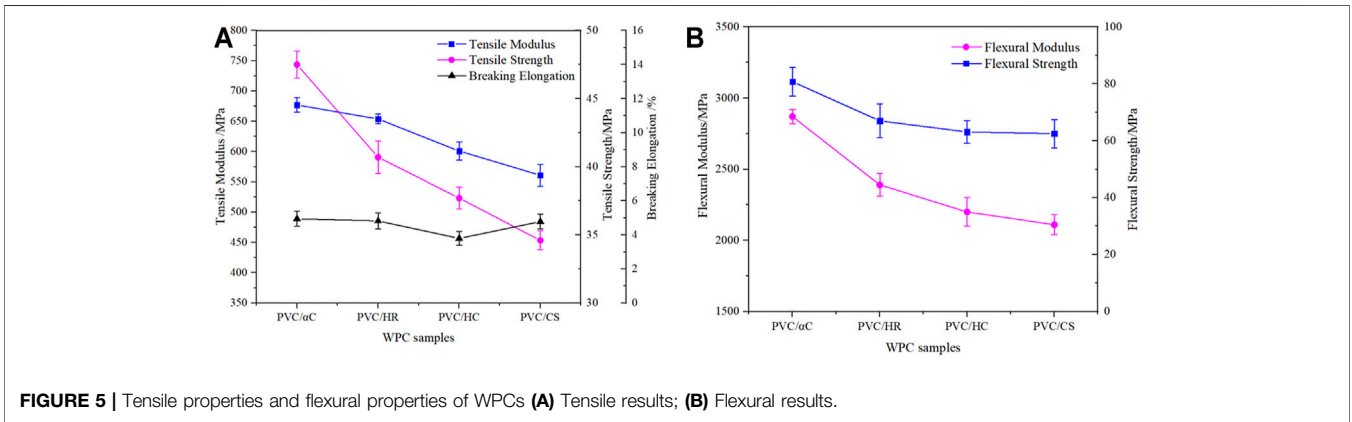 A
800
750
700
650
600
550
500
450
400
350
Tensile Modulus /MPa
Tensile Modulus
Tensile Strength
Breaking Elongation
50
45
40
35
30
Tensile Strength/MPa
16
14
12
10
8
6
4
2
0
Breaking Elongation /%
PVC/αC PVC/HR PVC/HC PVC/CS
WPC samples
B
3500
3000
2500
2000
1500
Flexural Modulus/MPa
Flexural Modulus
Flexural Strength
100
80
60
40
20
0
Flexural Strength/MPa
PVC/αC PVC/HR PVC/HC PVC/CS
WPC samples
FIGURE 5 | Tensile properties and flexural properties of WPCs (A) Tensile results; (B) Flexural results.